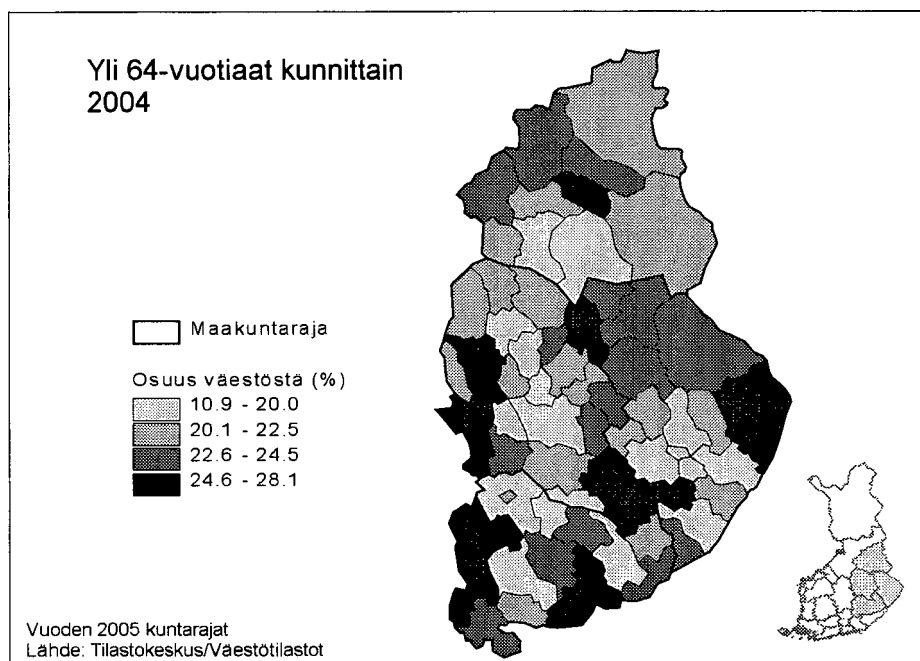 Yli 64-vuotiaat kunnittain
2004
Maakuntaraja
Osuus väestöstä (%)
10.9 - 20.0
20.1 - 22.5
22.6 - 24.5
24.6 - 28.1
Vuoden 2005 kuntarajat
Lähde: Tilastokeskus/Väestötilastot